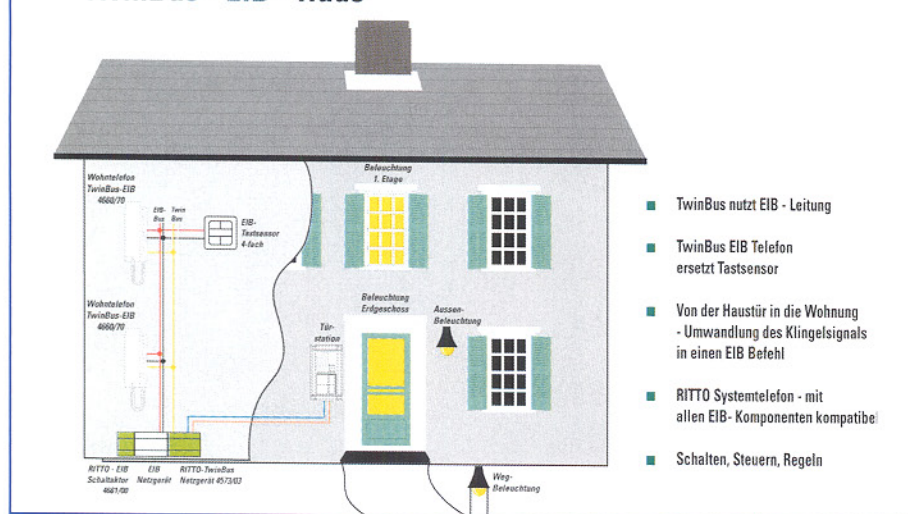 Beleuchtung
1. Etage
Wohntelefon
TwinBus-EIB
4660/70
EIB-
Bus
Twin
Bus
EIB-
Tastsensor
4-fach
Wohntelefon
TwinBus-EIB
4660/70
Beleuchtung
Erdgeschoss
Aussen-
Beleuchtung
Tür-
station
RITTO - EIB
Schaltaktor
4681/00
EIB
Netzgerät
RITTO-TwinBus
Netzgerät 4573/03
Weg-
Beleuchtung
TwinBus nutzt EIB - Leitung
TwinBus EIB Telefon
ersetzt Tastsensor
Von der Haustür in die Wohnung
- Umwandlung des Klingelsignals
in einen EIB Befehl
RITTO Systemtelefon - mit
allen EIB- Komponenten kompatibel
Schalten, Steuern, Regeln